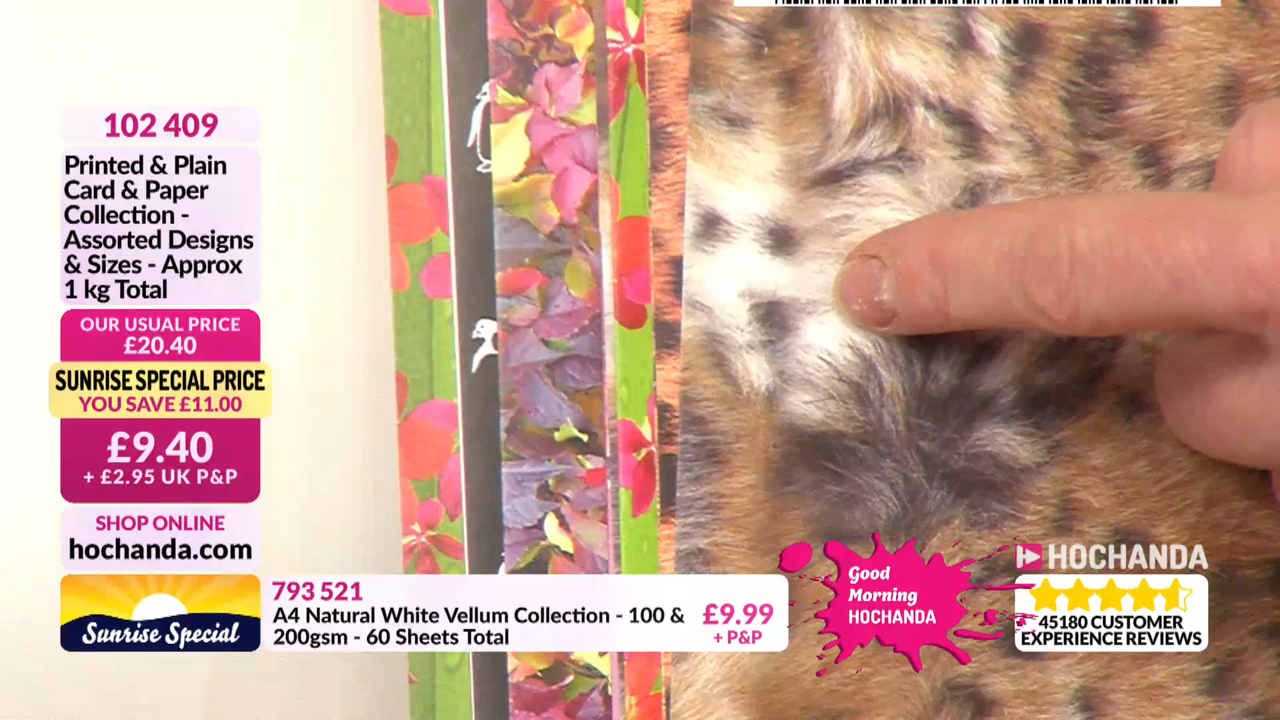 102 409
Printed & Plain
Card & Paper
Collection -
Assorted Designs
& Sizes - Approx
1 kg Total
OUR USUAL PRICE
£20.40
SUNRISE SPECIAL PRICE
YOU SAVE £11.00
£9.40
+ £2.95 UK P&P
SHOP ONLINE
hochanda.com
Sunrise Special
793 521
A4 Natural White Vellum Collection - 100 &
200gsm - 60 Sheets Total
£9.99
+ P&P
Good
Morning
HOCHANDA
HOCHANDA
45180 CUSTOMER
EXPERIENCE REVIEWS